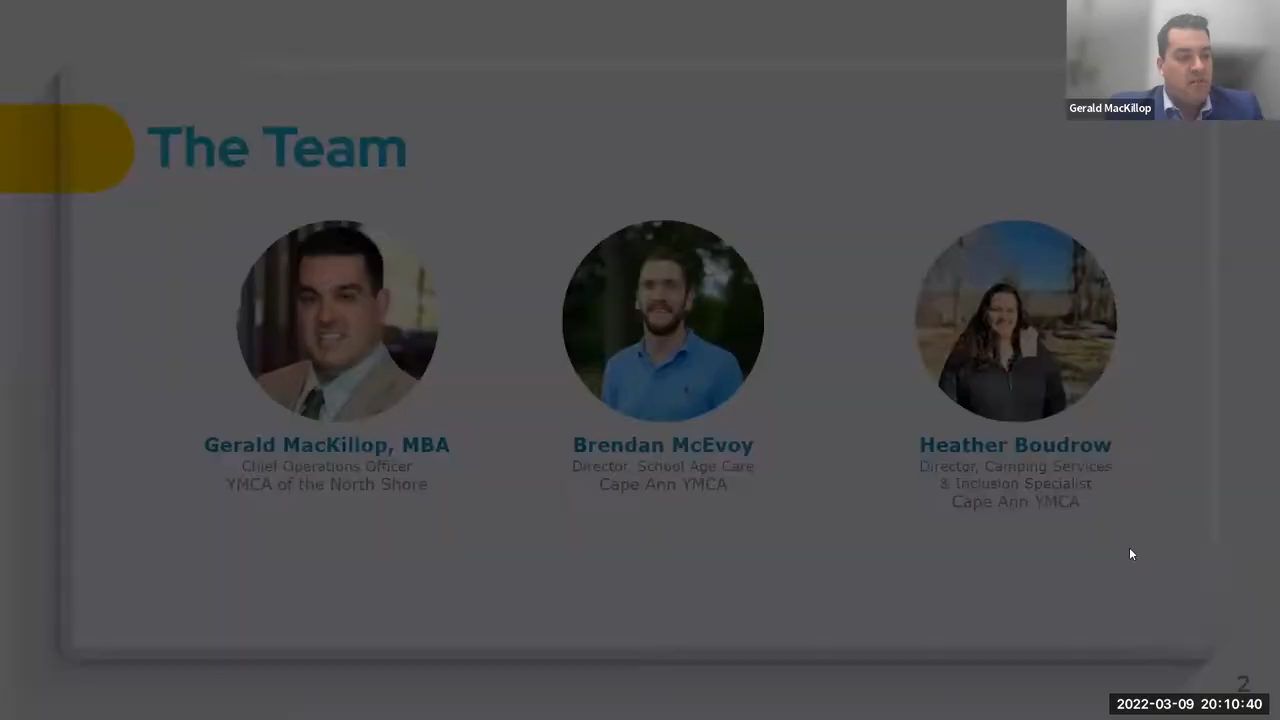 Gerald MacKillop
The Team
Gerald MacKillop, MBA
Chief Operations Officer
YMCA of the North Shore
Brendan McEvoy
Director, School Age Care
Cape Ann YMCA
Heather Boudrow
Director, Camping Services
& Inclusion Specialist
Cape Ann YMCA
2
2022-03-09 20:10:40